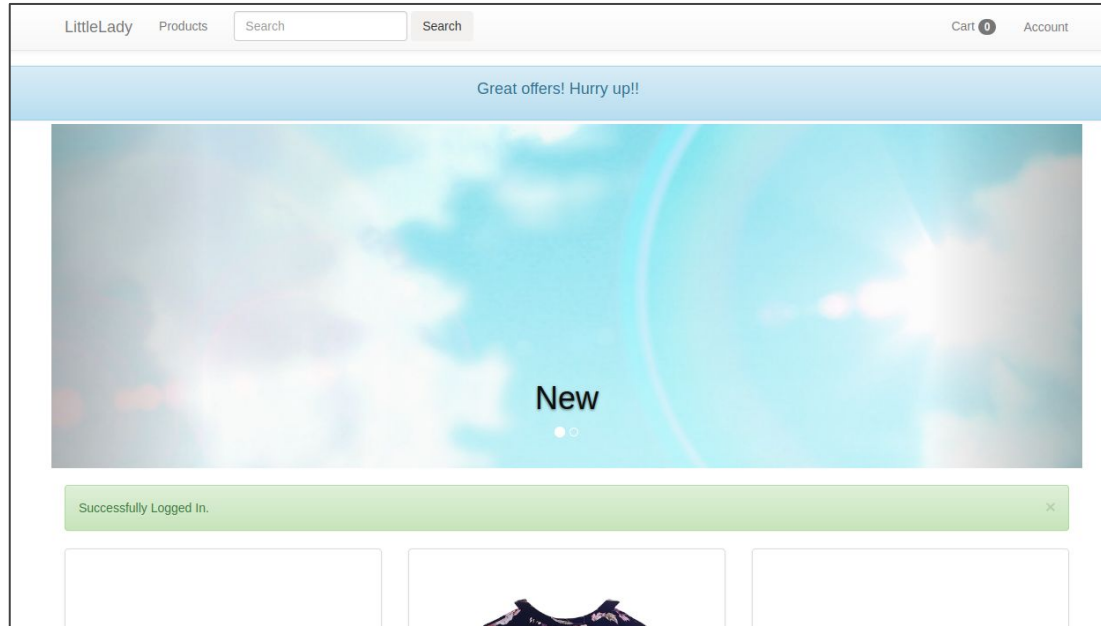 LittleLady Products Search Search Cart 0 Account
Great offers! Hurry up!!
New
Successfully Logged In. ×